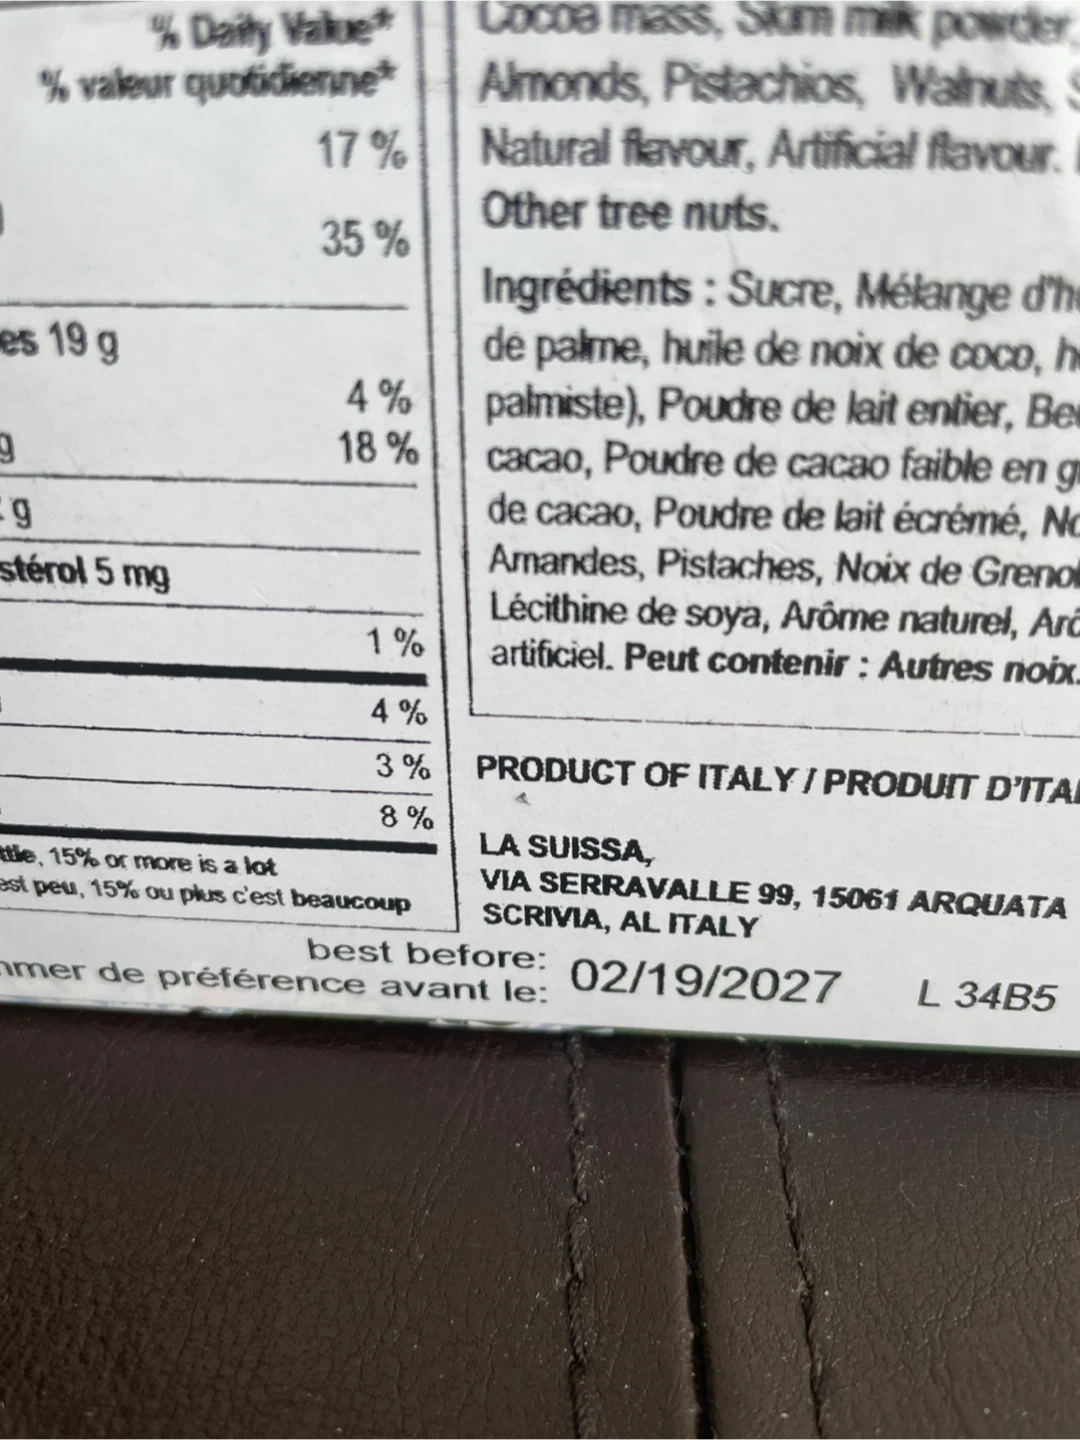 % Daily Value*
% valeur quotidienne*
17 %
35 %
es 19 g
4 %
g 18 %
g
stérol 5 mg
1 %
4 %
3 %
8 %
ttle, 15% or more is a lot
est peu, 15% ou plus c'est beaucoup
Cocoa mass, Skim milk powder,
Almonds, Pistachios, Walnuts, S
Natural flavour, Artificial flavour.
Other tree nuts.
Ingrédients : Sucre, Mélange d'hu
de palme, huile de noix de coco, h
palmiste), Poudre de lait entier, Beu
cacao, Poudre de cacao faible en g
de cacao, Poudre de lait écrémé, No
Amandes, Pistaches, Noix de Grenob
Lécithine de soya, Arôme naturel, Arô
artificiel. Peut contenir : Autres noix.
PRODUCT OF ITALY / PRODUIT D'ITAL
LA SUISSA,
VIA SERRAVALLE 99, 15061 ARQUATA
SCRIVIA, AL ITALY
best before:
mmer de préférence avant le: 02/19/2027 L 34B5